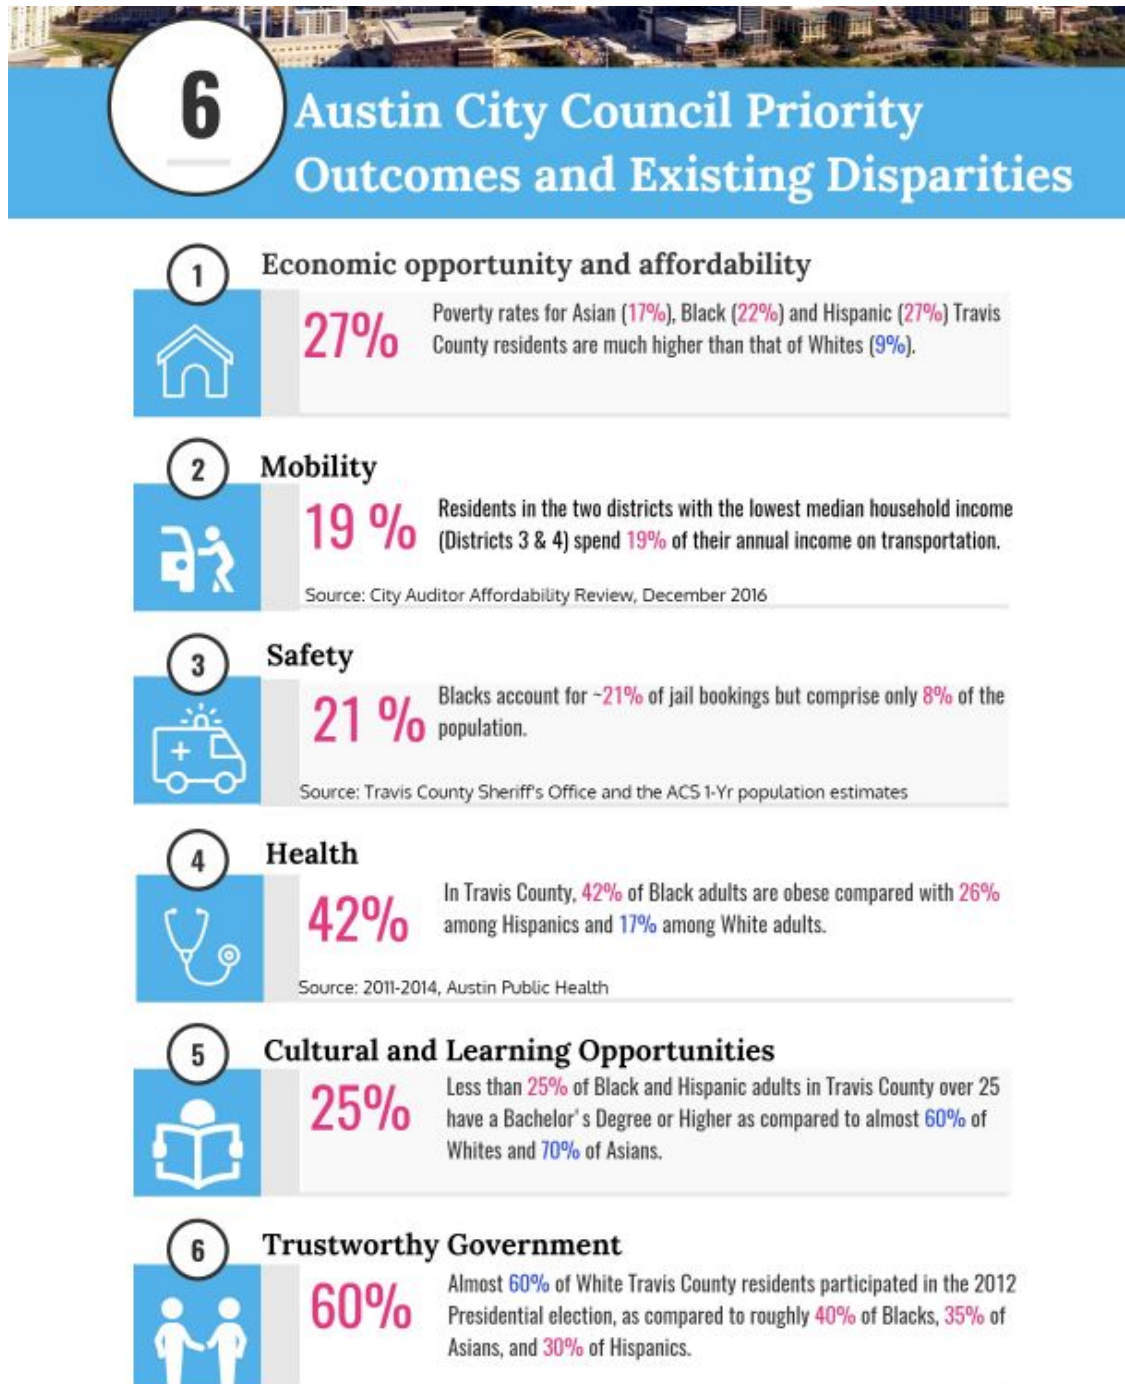 6
Austin City Council Priority
Outcomes and Existing Disparities
1
Economic opportunity and affordability
27%
Poverty rates for Asian (17%), Black (22%) and Hispanic (27%) Travis
County residents are much higher than that of Whites (9%).
2
Mobility
19 %
Residents in the two districts with the lowest median household income
(Districts 3 & 4) spend 19% of their annual income on transportation.
Source: City Auditor Affordability Review, December 2016
3
Safety
21 %
Blacks account for ~21% of jail bookings but comprise only 8% of the
population.
Source: Travis County Sheriff's Office and the ACS 1-Yr population estimates
4
Health
42%
In Travis County, 42% of Black adults are obese compared with 26%
among Hispanics and 17% among White adults.
Source: 2011-2014, Austin Public Health
5
Cultural and Learning Opportunities
25%
Less than 25% of Black and Hispanic adults in Travis County over 25
have a Bachelor's Degree or Higher as compared to almost 60% of
Whites and 70% of Asians.
6
Trustworthy Government
60%
Almost 60% of White Travis County residents participated in the 2012
Presidential election, as compared to roughly 40% of Blacks, 35% of
Asians, and 30% of Hispanics.